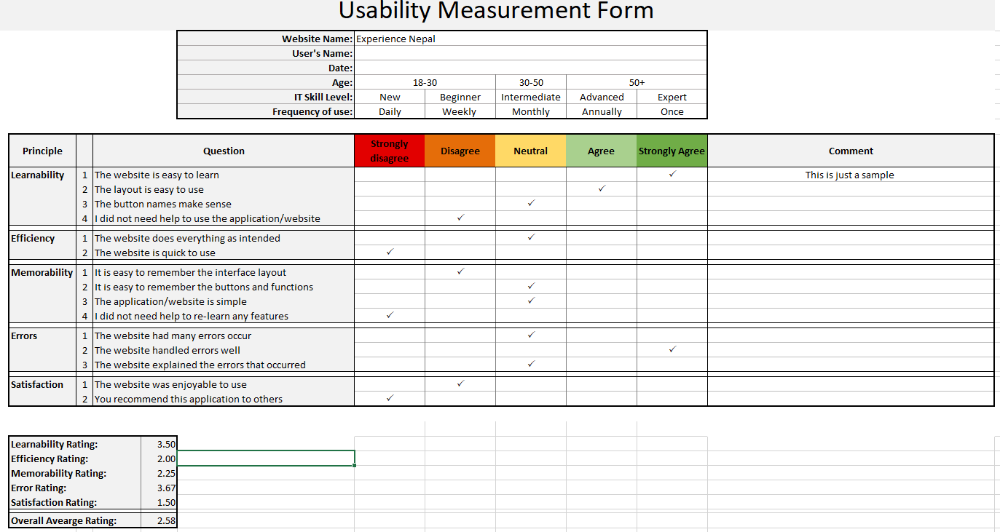 Usability Measurement Form
Website Name: Experience Nepal
User's Name:
Date:
Age: 18-30 30-50 50+
IT Skill Level: New Beginner Intermediate Advanced Expert
Frequency of use: Daily Weekly Monthly Annually Once
Principle Question Strongly disagree Disagree Neutral Agree Strongly Agree Comment
Learnability 1 The website is easy to learn ✓ This is just a sample
2 The layout is easy to use ✓
3 The button names make sense ✓
4 I did not need help to use the application/website ✓
Efficiency 1 The website does everything as intended ✓
2 The website is quick to use ✓
Memorability 1 It is easy to remember the interface layout ✓
2 It is easy to remember the buttons and functions ✓
3 The application/website is simple ✓
4 I did not need help to re-learn any features ✓
Errors 1 The website had many errors occur ✓
2 The website handled errors well ✓
3 The website explained the errors that occurred ✓
Satisfaction 1 The website was enjoyable to use ✓
2 You recommend this application to others ✓
Learnability Rating: 3.50
Efficiency Rating: 2.00
Memorability Rating: 2.25
Error Rating: 3.67
Satisfaction Rating: 1.50
Overall Avearge Rating: 2.58